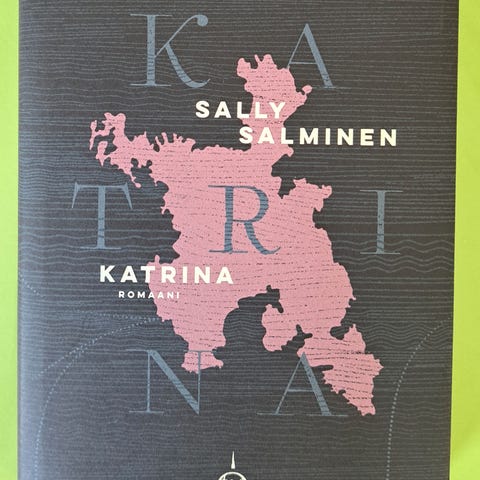 K A
SALLY
SALMINEN
T R I
KATRINA
ROMAANI
N A